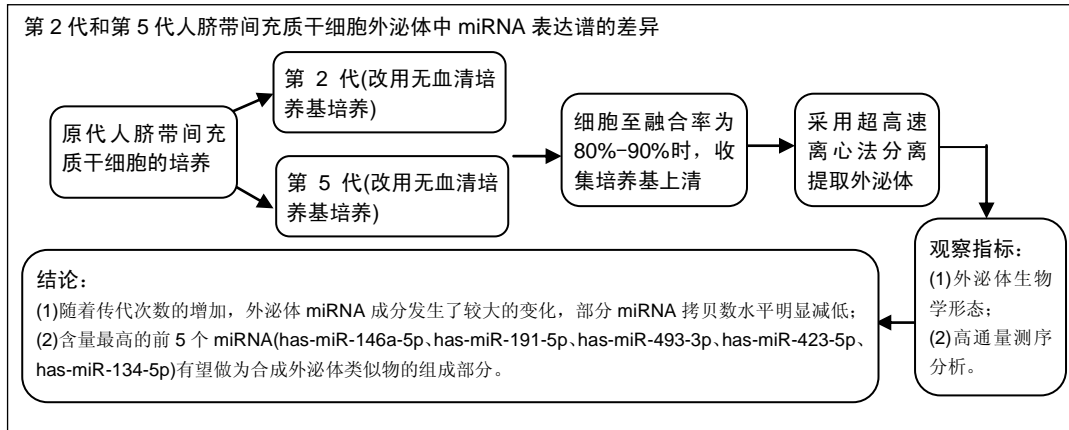 第 2 代和第 5 代人脐带间充质干细胞外泌体中 miRNA 表达谱的差异
原代人脐带间充
质干细胞的培养
第 2 代(改用无血清培
养基培养)
第 5 代(改用无血清培
养基培养)
细胞至融合率为
80%-90%时，收
集培养基上清
采用超高速
离心法分离
提取外泌体
观察指标：
(1)外泌体生物
学形态；
(2)高通量测序
分析。
结论：
(1)随着传代次数的增加，外泌体 miRNA 成分发生了较大的变化，部分 miRNA 拷贝数水平明显减低；
(2)含量最高的前 5 个 miRNA(has-miR-146a-5p、has-miR-191-5p、has-miR-493-3p、has-miR-423-5p、
has-miR-134-5p)有望做为合成外泌体类似物的组成部分。